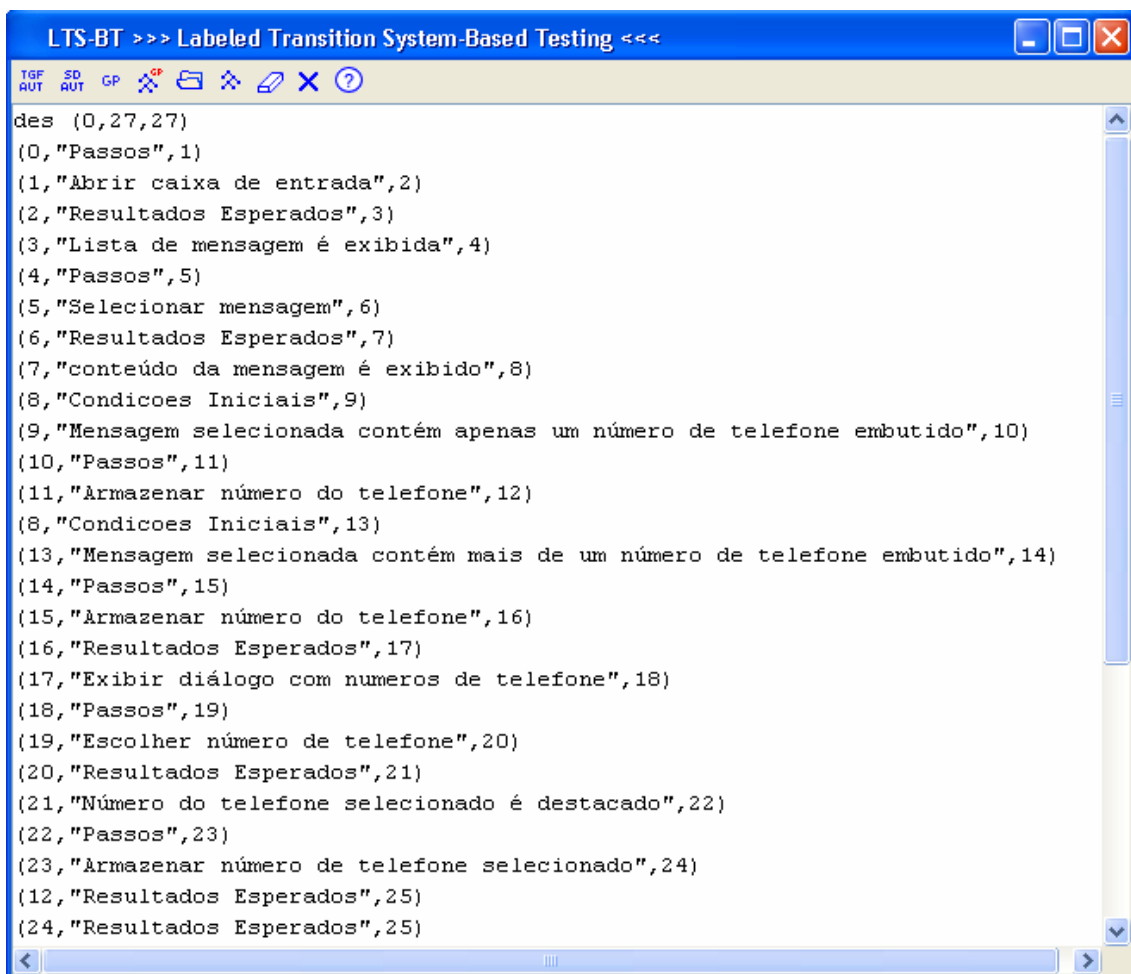 LTS-BT >>> Labeled Transition System-Based Testing <<<
TGF AUT SD AUT GP GP ?
des (0,27,27)
(0,"Passos",1)
(1,"Abrir caixa de entrada",2)
(2,"Resultados Esperados",3)
(3,"Lista de mensagem é exibida",4)
(4,"Passos",5)
(5,"Selecionar mensagem",6)
(6,"Resultados Esperados",7)
(7,"conteúdo da mensagem é exibido",8)
(8,"Condicoes Iniciais",9)
(9,"Mensagem selecionada contém apenas um número de telefone embutido",10)
(10,"Passos",11)
(11,"Armazenar número do telefone",12)
(8,"Condicoes Iniciais",13)
(13,"Mensagem selecionada contém mais de um número de telefone embutido",14)
(14,"Passos",15)
(15,"Armazenar número do telefone",16)
(16,"Resultados Esperados",17)
(17,"Exibir diálogo com numeros de telefone",18)
(18,"Passos",19)
(19,"Escolher número de telefone",20)
(20,"Resultados Esperados",21)
(21,"Número do telefone selecionado é destacado",22)
(22,"Passos",23)
(23,"Armazenar número de telefone selecionado",24)
(12,"Resultados Esperados",25)
(24,"Resultados Esperados",25)